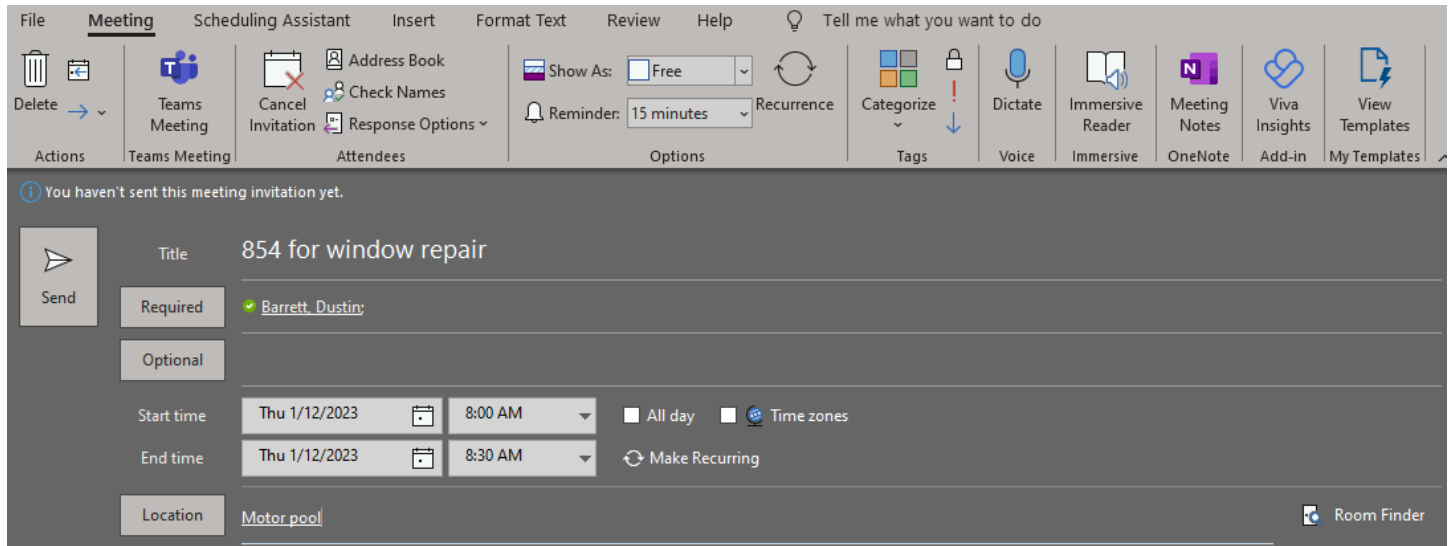 File Meeting Scheduling Assistant Insert Format Text Review Help Tell me what you want to do
Delete
Teams
Meeting
Cancel
Invitation
Address Book
Check Names
Response Options
Show As: Free
Reminder: 15 minutes
Recurrence
Categorize
Dictate
Immersive
Reader
Meeting
Notes
Viva
Insights
View
Templates
Actions Teams Meeting Attendees Options Tags Voice Immersive OneNote Add-in My Templates
You haven't sent this meeting invitation yet.
Send
Title 854 for window repair
Required Barrett, Dustin;
Optional
Start time Thu 1/12/2023 8:00 AM All day Time zones
End time Thu 1/12/2023 8:30 AM Make Recurring
Location Motor pool Room Finder